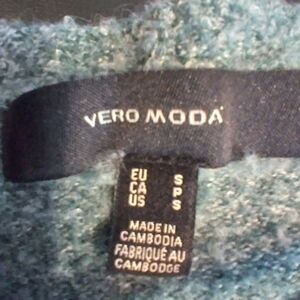 VERO MODA
EU S
CA P
US S
MADE IN
CAMBODIA
FABRIQUÉ AU
CAMBODGE